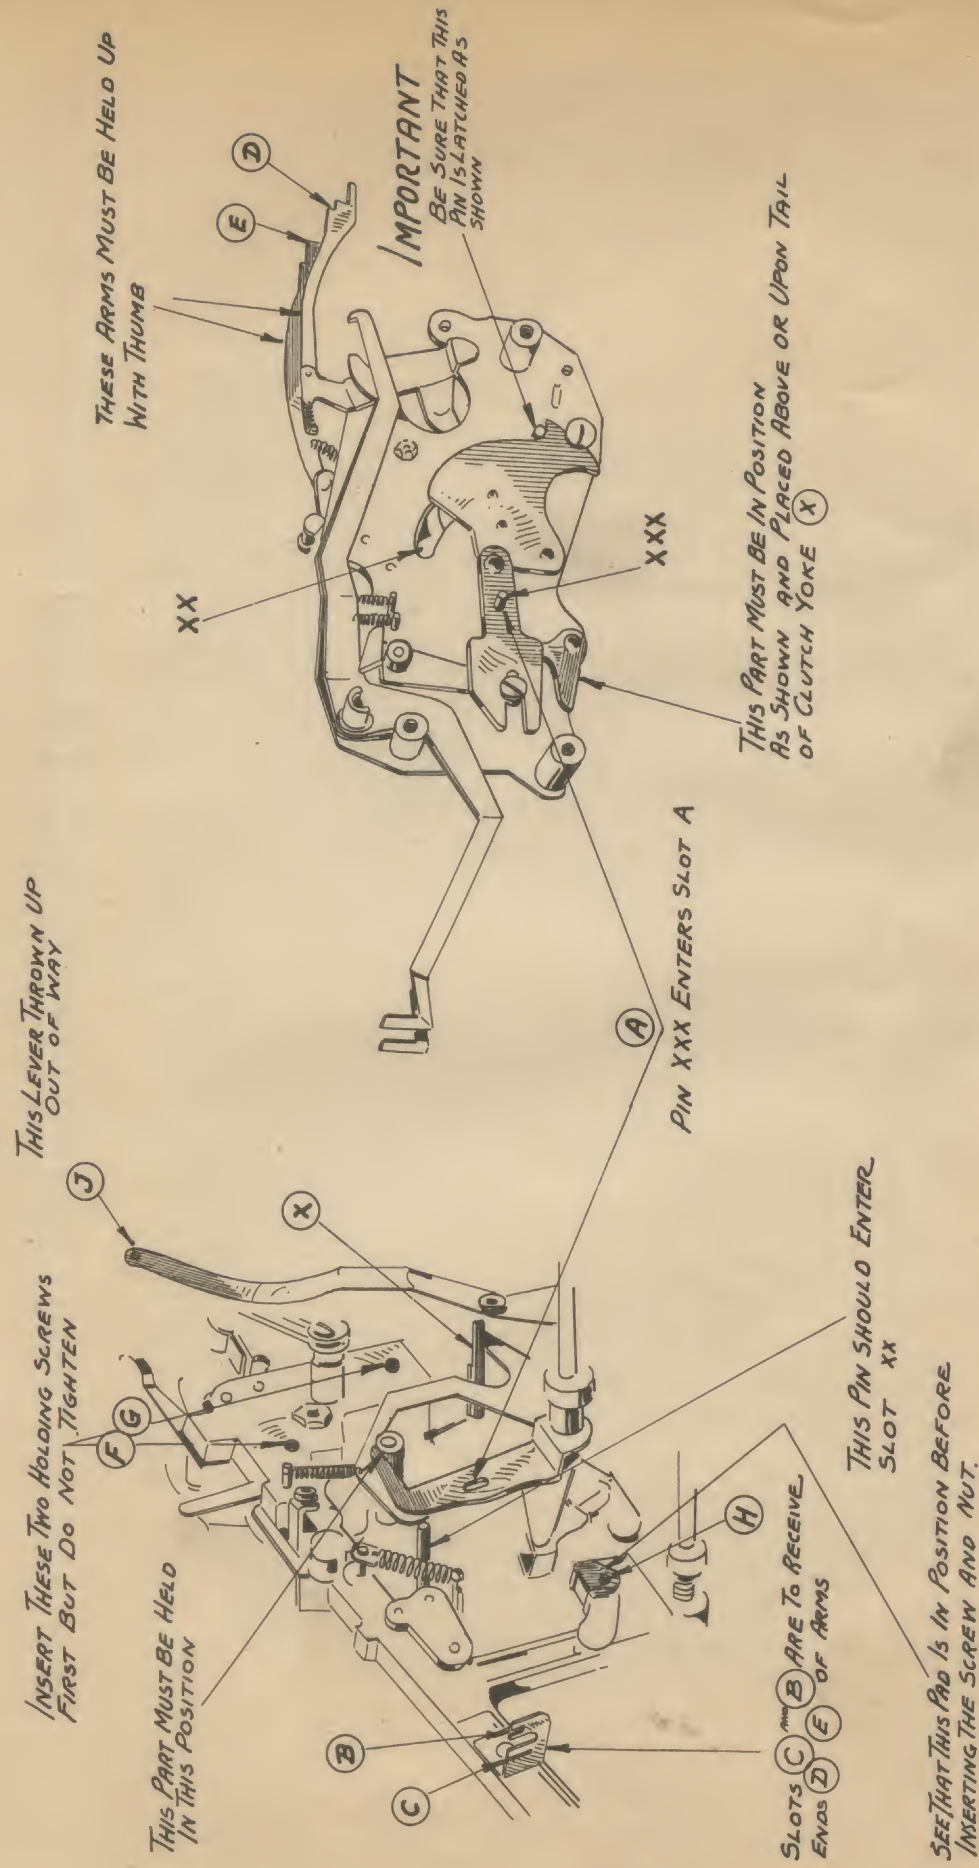 INSERT THESE TWO HOLDING SCREWS
FIRST BUT DO NOT TIGHTEN
F
G
THIS LEVER THROWN UP
OUT OF WAY
J
THESE ARMS MUST BE HELD UP
WITH THUMB
E
D
THIS PART MUST BE HELD
IN THIS POSITION
X
XX
IMPORTANT
BE SURE THAT THIS
PIN IS LATCHED AS
SHOWN
B
C
A
PIN XXX ENTERS SLOT A
XXX
H
SLOTS C AND B ARE TO RECEIVE
ENDS D E OF ARMS
THIS PIN SHOULD ENTER
SLOT XX
THIS PART MUST BE IN POSITION
AS SHOWN AND PLACED ABOVE OR UPON TAIL
OF CLUTCH YOKE X
SEE THAT THIS PAD IS IN POSITION BEFORE
INSERTING THE SCREW AND NUT.